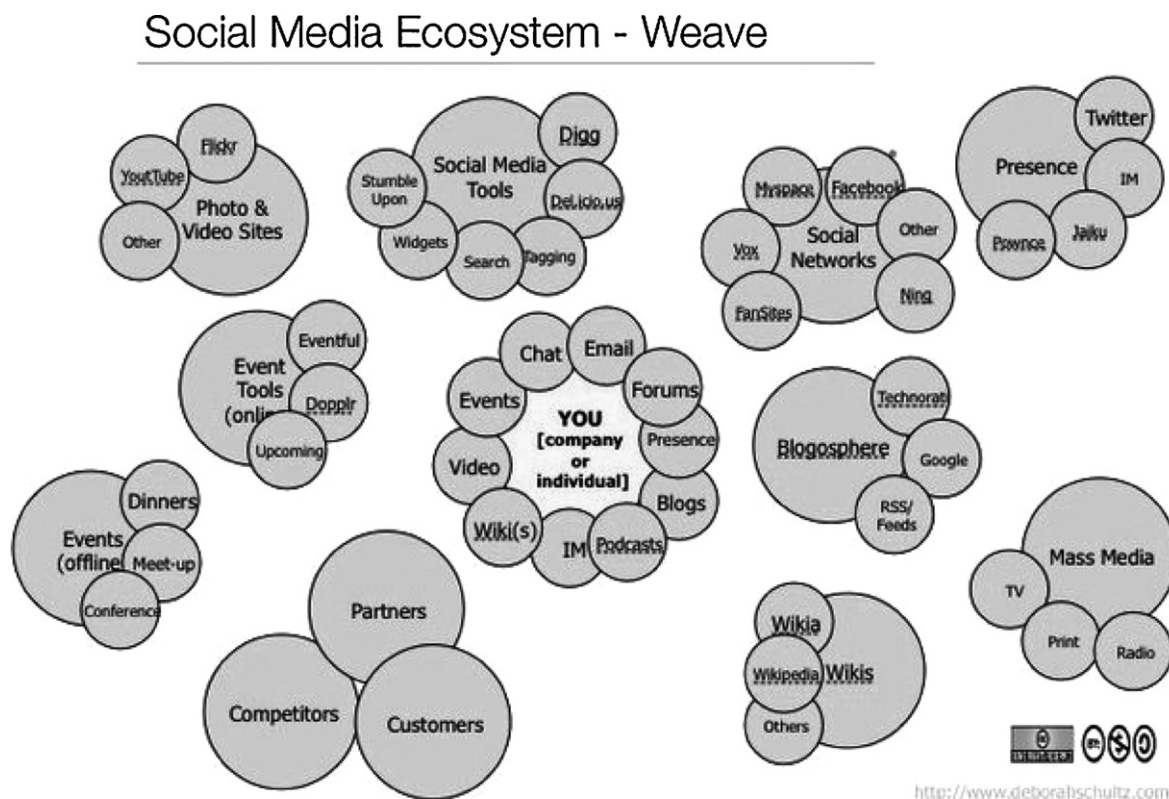 Social Media Ecosystem - Weave
Flickr
YoutTube
Other
Photo &
Video Sites
Social Media
Tools
Digg
Del.icio.us
Tagging
Search
Widgets
Stumble
Upon
Myspace
Facebook
Other
Ning
Vox
FanSites
Social
Networks
Presence
Twitter
IM
Jaiku
Pownce
Event
Tools
(onlin
Eventful
Dopplr
Upcoming
Chat
Email
Forums
Presence
Blogs
Podcasts
IM
Wiki(s)
Video
Events
YOU
[company
or
individual]
Blogosphere
Technorati
Google
RSS/
Feeds
Events
(offline
Dinners
Meet-up
Conference
Partners
Competitors
Customers
Wikia
Wikipedia
Others
Wikis
Mass Media
TV
Print
Radio
http://www.deborahschultz.com